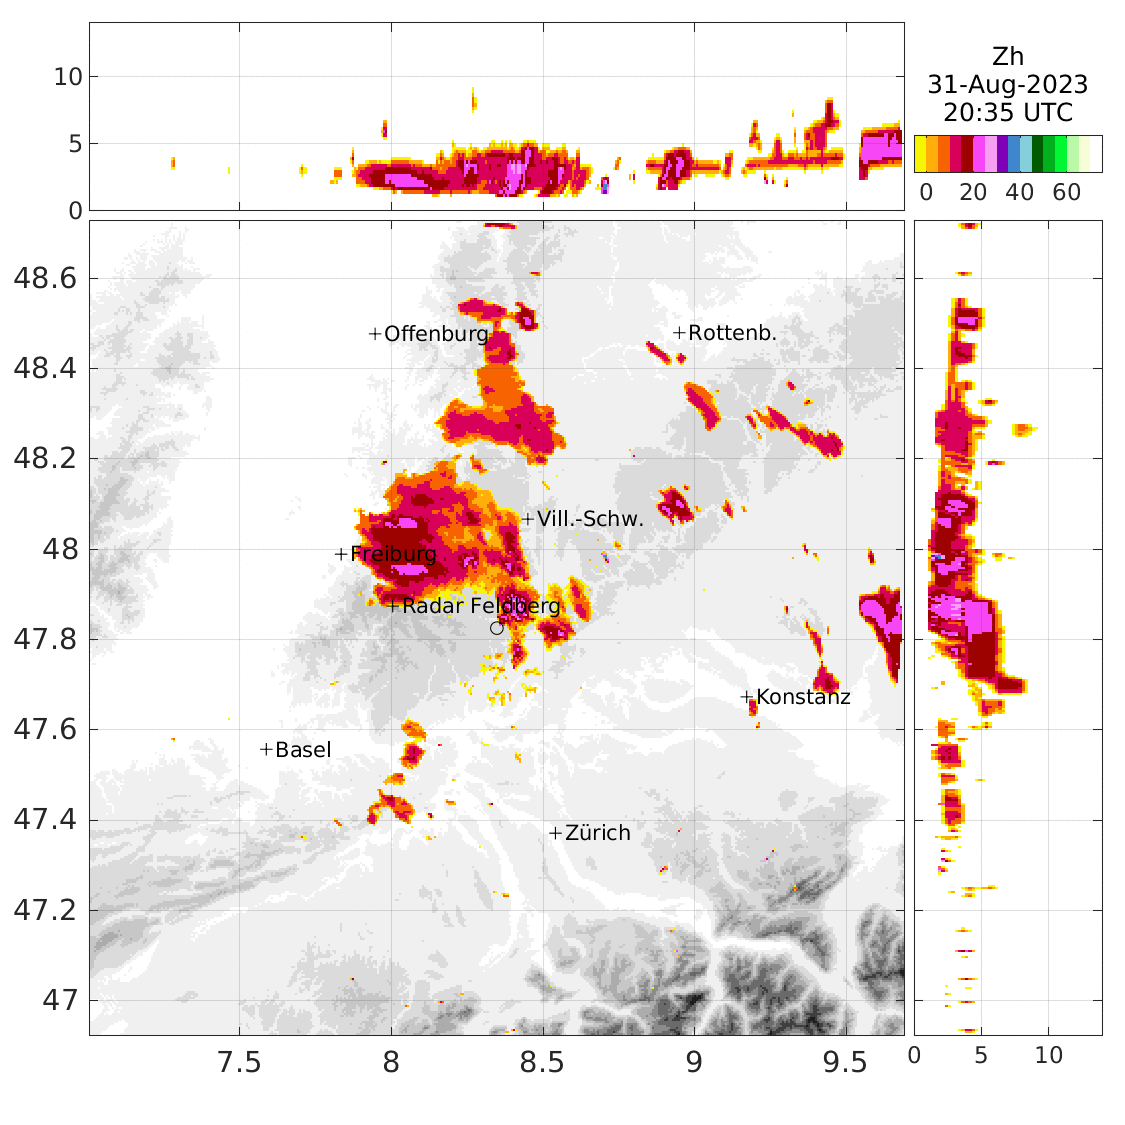 10
5
0
Zh
31-Aug-2023
20:35 UTC
0 20 40 60
48.6
48.4
48.2
48
47.8
47.6
47.4
47.2
47
+Offenburg
+Rottenb.
+Vill.-Schw.
+Freiburg
+Radar Feldberg
+Konstanz
+Basel
+Zürich
7.5 8 8.5 9 9.5
0 5 10